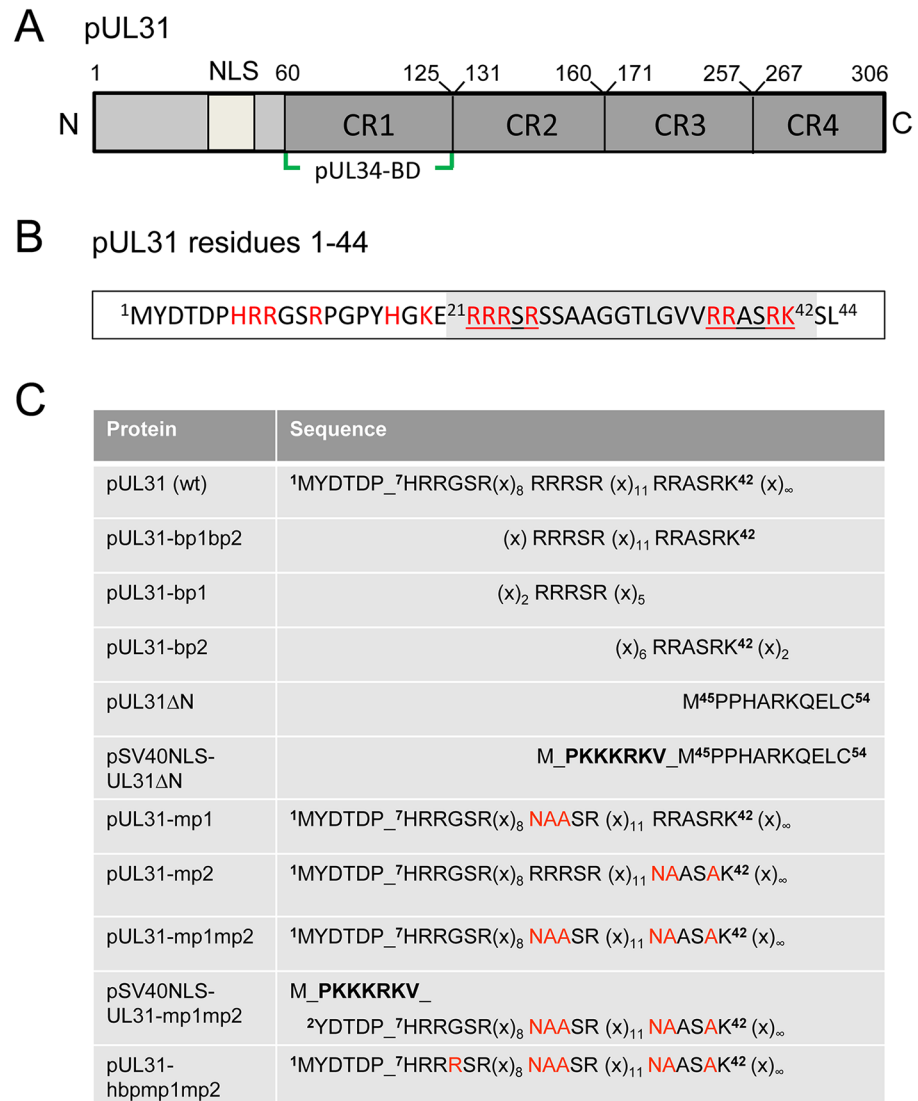 A pUL31
1 NLS 60 125 131 160 171 257 267 306
N CR1 CR2 CR3 CR4 C
pUL34-BD
B pUL31 residues 1-44
¹MYDTDPHRRGSRPGPYHGKE²¹RRRSRSSAAGGTLGVVRRASRK⁴²SL⁴⁴
C
Protein Sequence
pUL31 (wt) ¹MYDTDP_⁷HRRGSR(x)₈ RRRSR (x)₁₁ RRASRK⁴² (x)∞
pUL31-bp1bp2 (x) RRRSR (x)₁₁ RRASRK⁴²
pUL31-bp1 (x)₂ RRRSR (x)₅
pUL31-bp2 (x)₆ RRASRK⁴² (x)₂
pUL31ΔN M⁴⁵PPHARKQELC⁵⁴
pSV40NLS-
UL31ΔN M_PKKKRKV_M⁴⁵PPHARKQELC⁵⁴
pUL31-mp1 ¹MYDTDP_⁷HRRGSR(x)₈ NAASR (x)₁₁ RRASRK⁴² (x)∞
pUL31-mp2 ¹MYDTDP_⁷HRRGSR(x)₈ RRRSR (x)₁₁ NAASAK⁴² (x)∞
pUL31-mp1mp2 ¹MYDTDP_⁷HRRGSR(x)₈ NAASR (x)₁₁ NAASAK⁴² (x)∞
pSV40NLS- M_PKKKRKV_
UL31-mp1mp2 ²YDTDP_⁷HRRGSR(x)₈ NAASR (x)₁₁ NAASAK⁴² (x)∞
pUL31- ¹MYDTDP_⁷HRRRSR(x)₈ NAASR (x)₁₁ NAASAK⁴² (x)∞
hbpmp1mp2